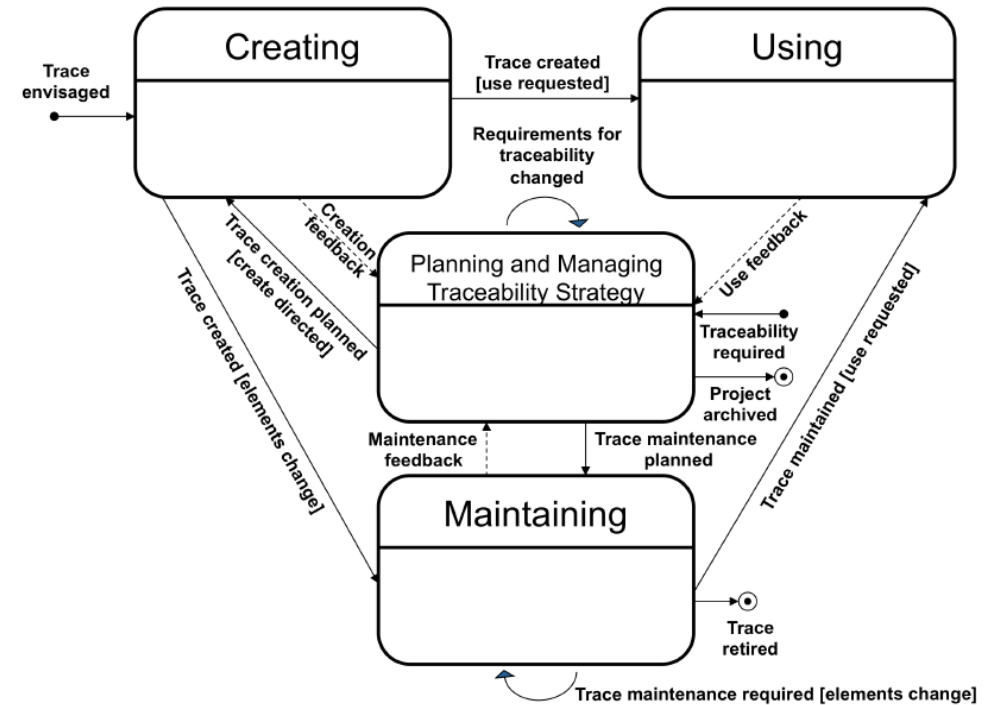 Creating
Using
Trace
envisaged
Trace created
[use requested]
Requirements for
traceability
changed
Creation
feedback
Trace creation planned
[create directed]
Planning and Managing
Traceability Strategy
Use feedback
Traceability
required
Project
archived
Trace created [elements change]
Trace maintained [use requested]
Maintenance
feedback
Trace maintenance
planned
Maintaining
Trace
retired
Trace maintenance required [elements change]